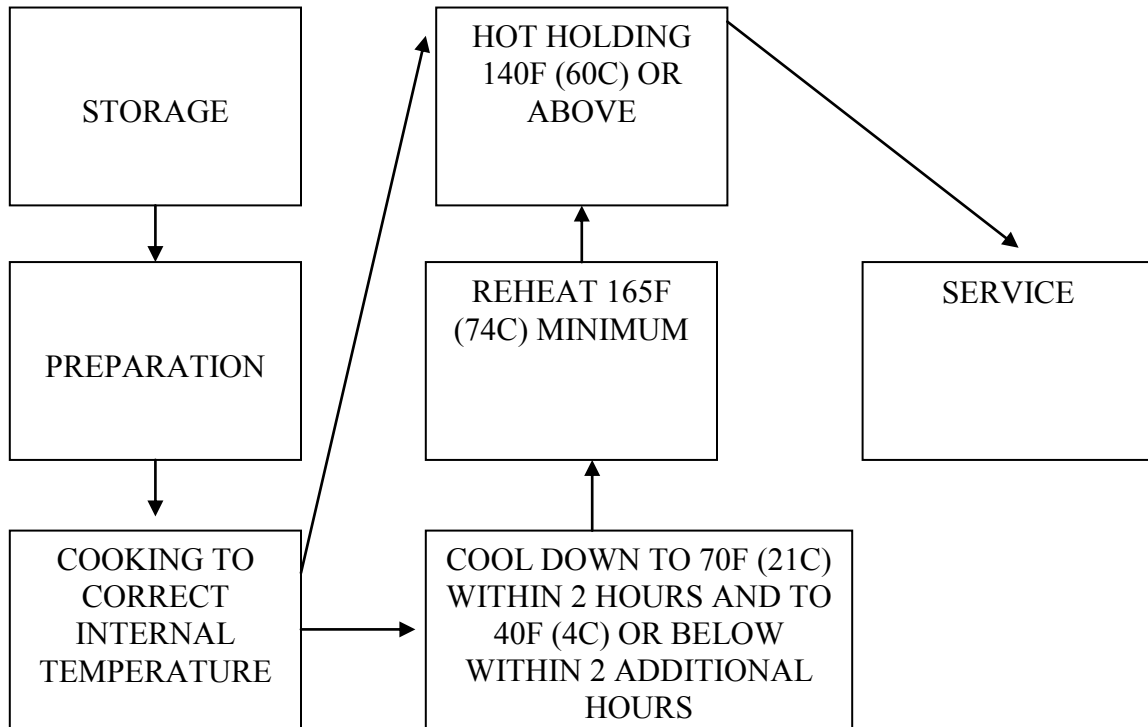 STORAGE
PREPARATION
COOKING TO
CORRECT
INTERNAL
TEMPERATURE
HOT HOLDING
140F (60C) OR
ABOVE
REHEAT 165F
(74C) MINIMUM
COOL DOWN TO 70F (21C)
WITHIN 2 HOURS AND TO
40F (4C) OR BELOW
WITHIN 2 ADDITIONAL
HOURS
SERVICE